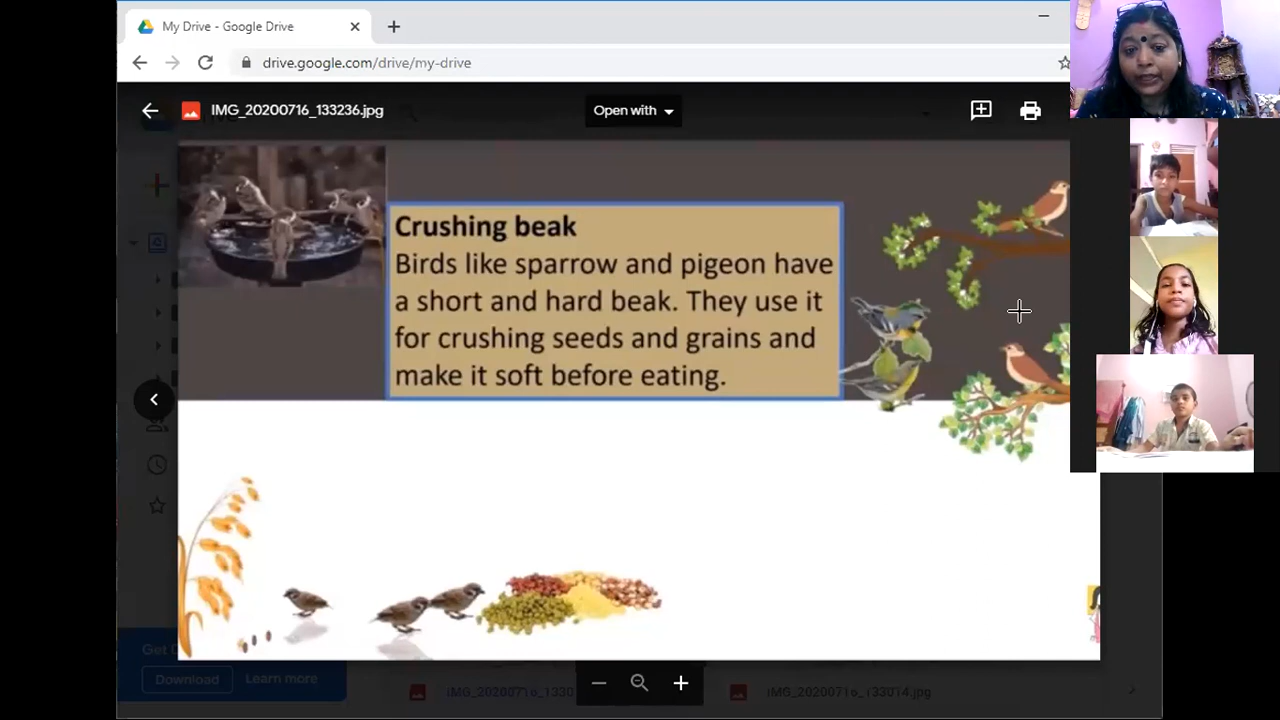 My Drive - Google Drive
drive.google.com/drive/my-drive
IMG_20200716_133236.jpg
Open with
Crushing beak
Birds like sparrow and pigeon have
a short and hard beak. They use it
for crushing seeds and grains and
make it soft before eating.
Get
Download
Learn more